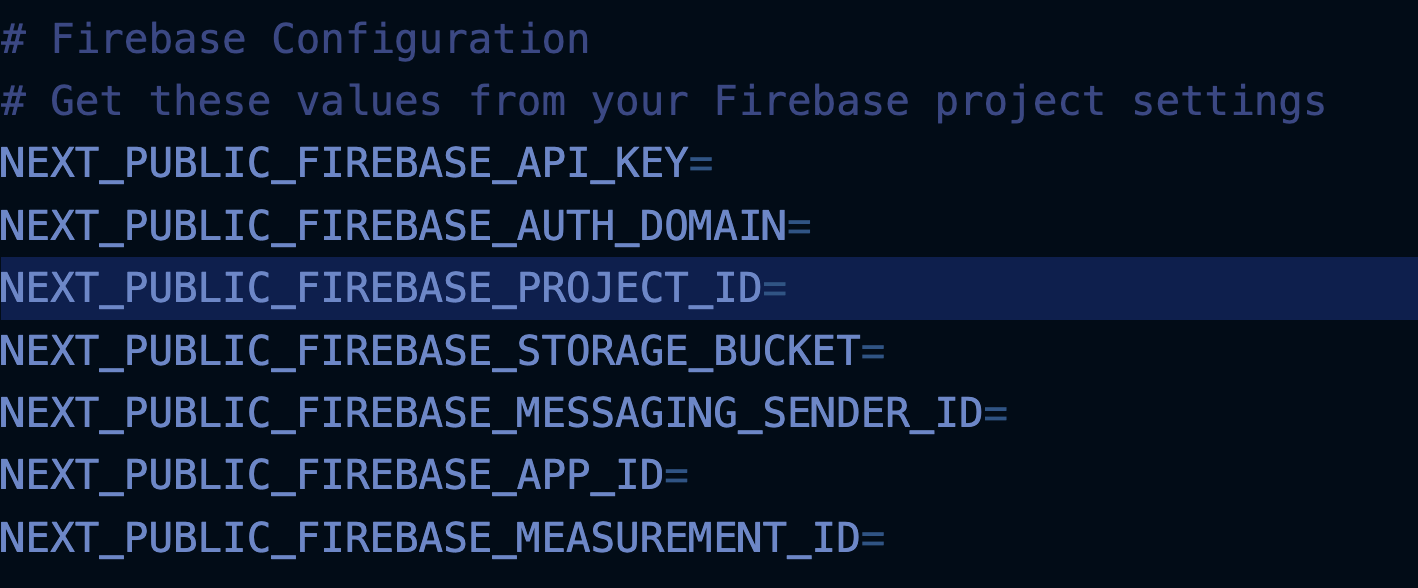 # Firebase Configuration
# Get these values from your Firebase project settings
NEXT_PUBLIC_FIREBASE_API_KEY=
NEXT_PUBLIC_FIREBASE_AUTH_DOMAIN=
NEXT_PUBLIC_FIREBASE_PROJECT_ID=
NEXT_PUBLIC_FIREBASE_STORAGE_BUCKET=
NEXT_PUBLIC_FIREBASE_MESSAGING_SENDER_ID=
NEXT_PUBLIC_FIREBASE_APP_ID=
NEXT_PUBLIC_FIREBASE_MEASUREMENT_ID=